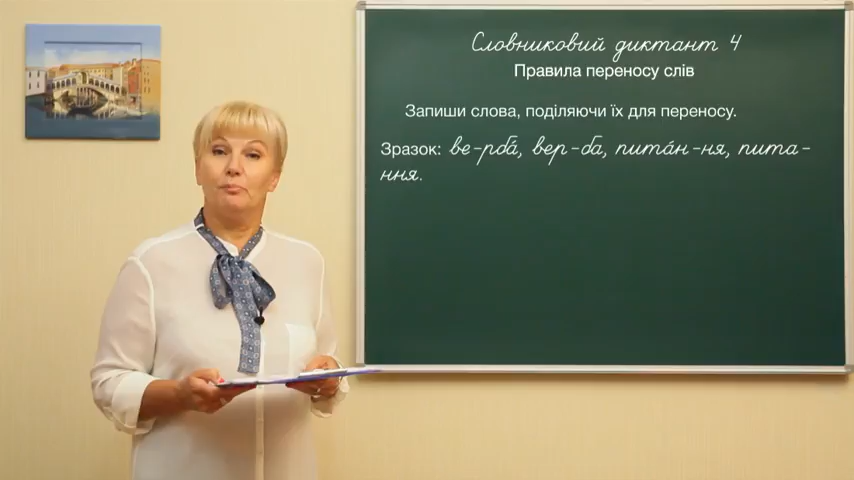 Словниковий диктант 4
Правила переносу слів
Запиши слова, поділяючи їх для переносу.
Зразок: ве-рба́, вер-ба, пита́н-ня, пита-
ння.